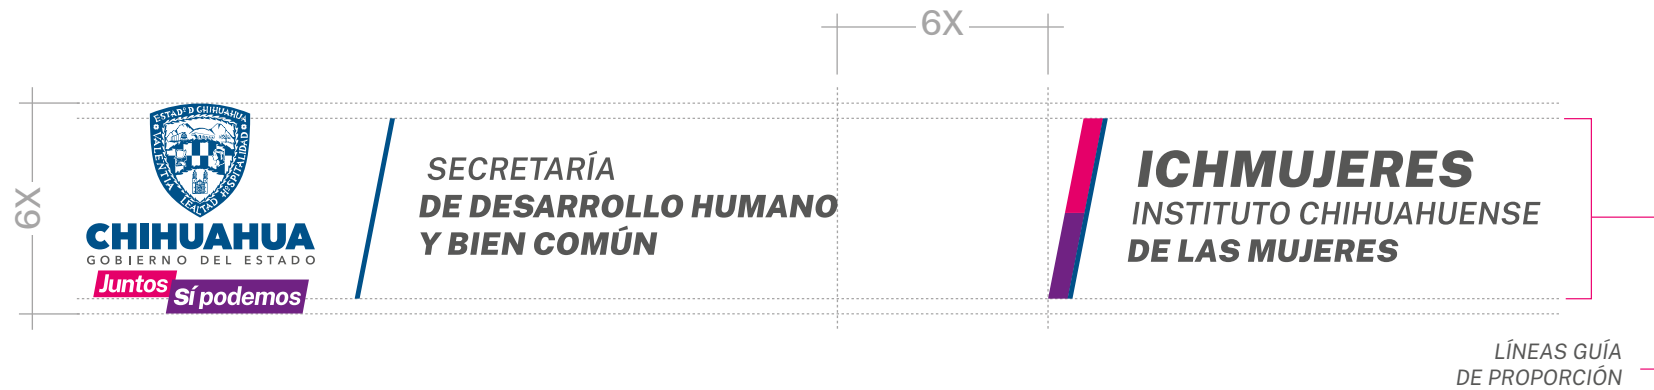 6X
6X
ESTADO D CHIHUAHUA
VALENTÍA
LEALTAD
HOSPITALIDAD
CHIHUAHUA
GOBIERNO DEL ESTADO
Juntos
Sí podemos
SECRETARÍA
DE DESARROLLO HUMANO
Y BIEN COMÚN
ICHMUJERES
INSTITUTO CHIHUAHUENSE
DE LAS MUJERES
LÍNEAS GUÍA
DE PROPORCIÓN